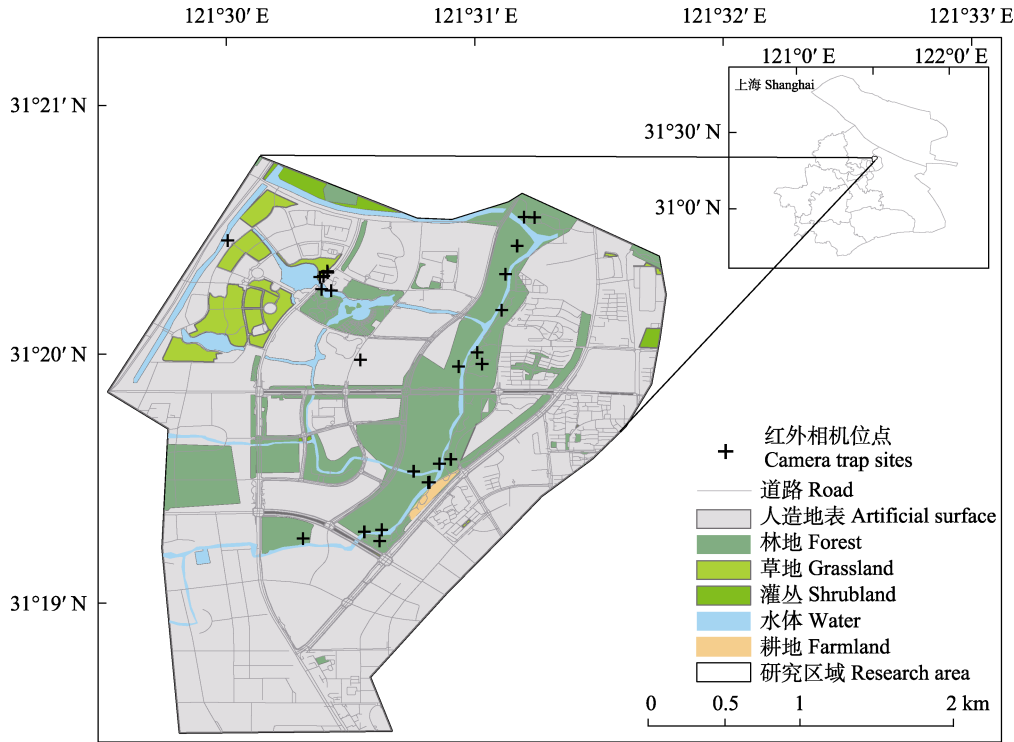 121°30′ E 121°31′ E 121°32′ E 121°33′ E
31°21′ N
31°20′ N
31°19′ N
121°0′ E 122°0′ E
上海 Shanghai
31°30′ N
31°0′ N
红外相机位点
Camera trap sites
道路 Road
人造地表 Artificial surface
林地 Forest
草地 Grassland
灌丛 Shrubland
水体 Water
耕地 Farmland
研究区域 Research area
0 0.5 1 2 km